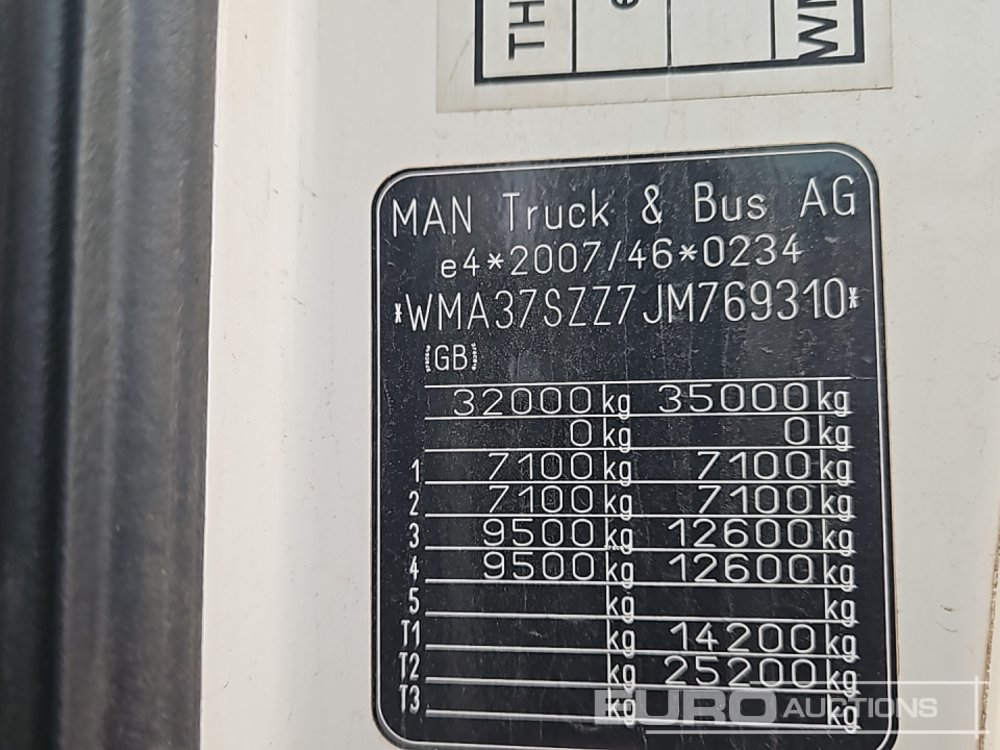 TH
e
WM
MAN Truck & Bus AG
e4*2007/46*0234
*WMA37SZZ7JM769310*
GB
32000 kg 35000 kg
0 kg 0 kg
1 7100 kg 7100 kg
2 7100 kg 7100 kg
3 9500 kg 12600 kg
4 9500 kg 12600 kg
5 kg kg
T1 kg 14200 kg
T2 kg 25200 kg
T3 kg kg
EURO AUCTIONS